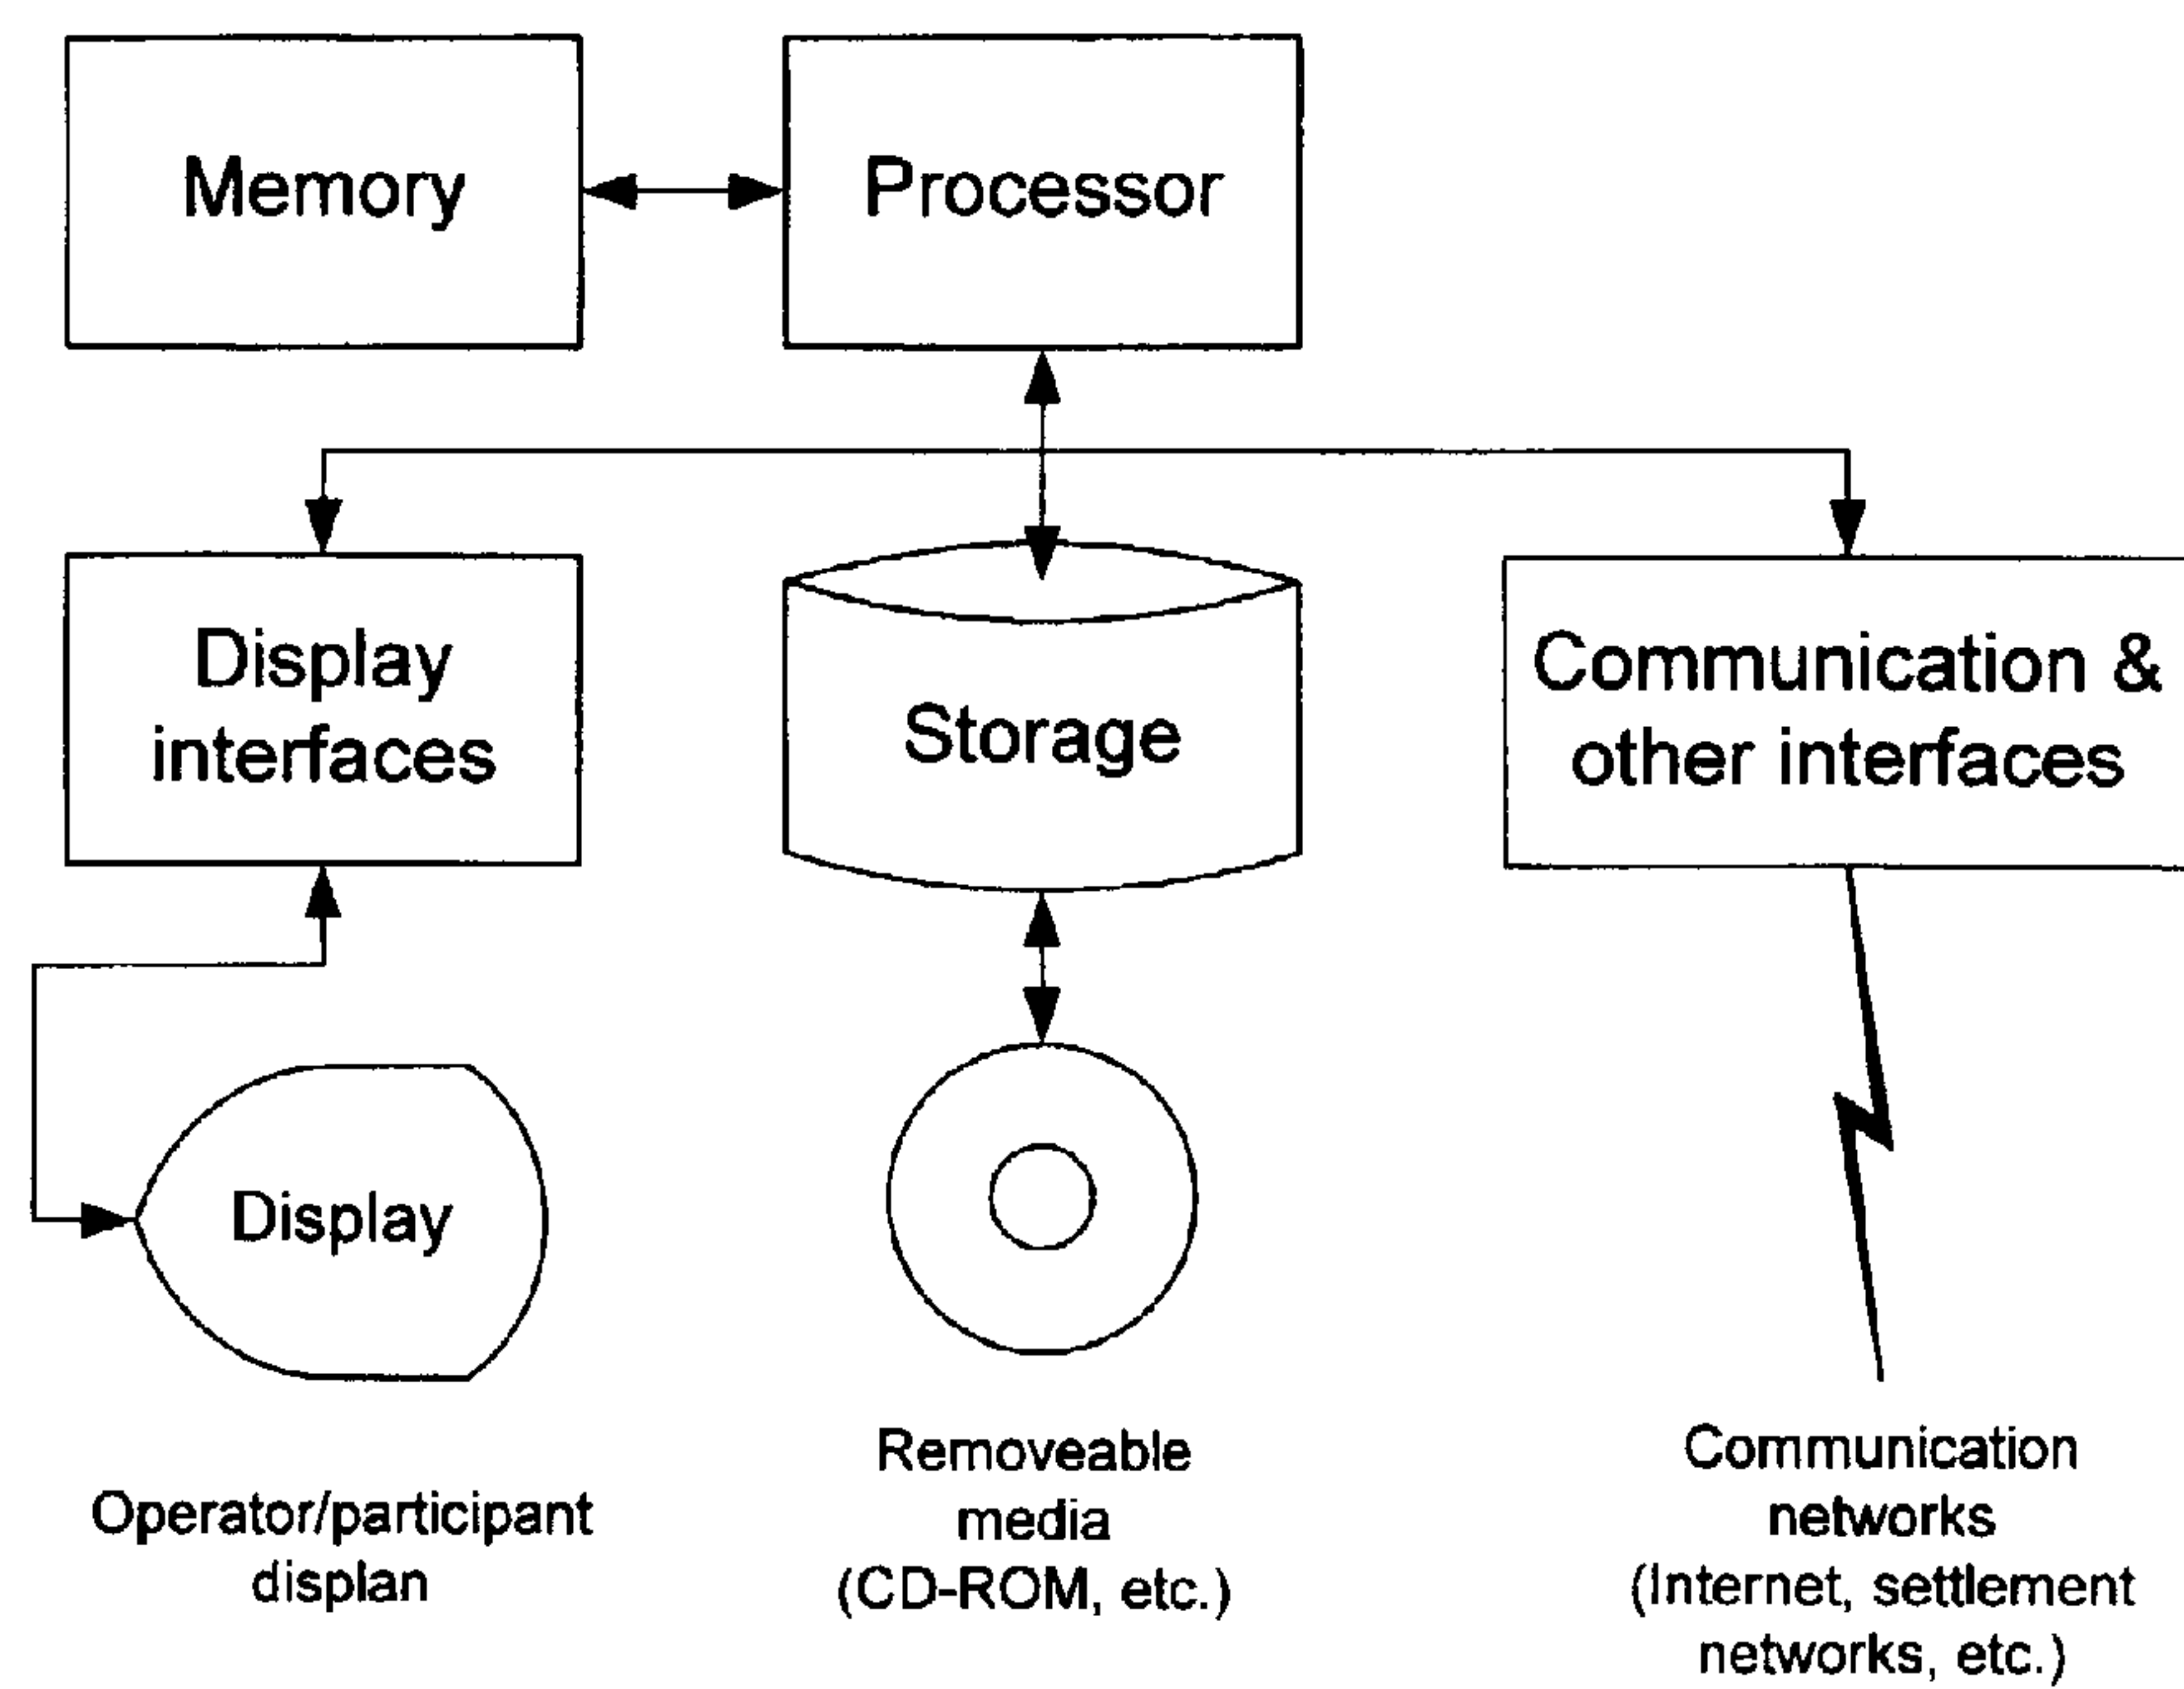 Memory
Processor
Display
interfaces
Storage
Communication &
other interfaces
Display
Operator/participant
displan
Removeable
media
(CD-ROM, etc.)
Communication
networks
(Internet, settlement
networks, etc.)